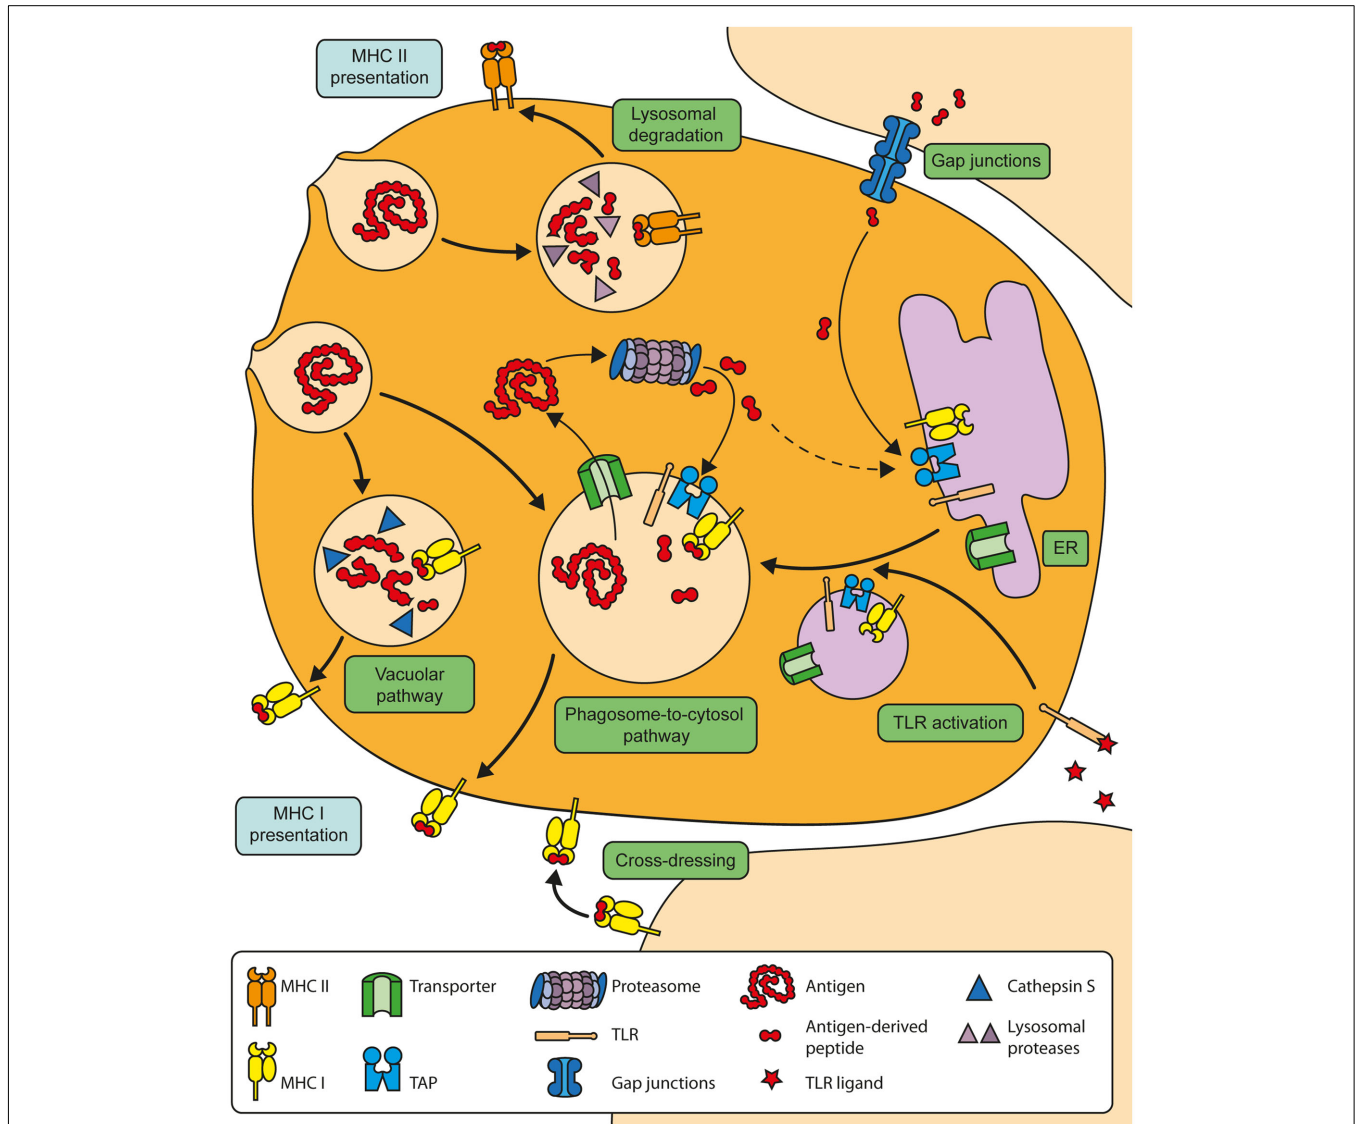 MHC II
presentation
Lysosomal
degradation
Gap junctions
ER
Vacuolar
pathway
Phagosome-to-cytosol
pathway
TLR activation
MHC I
presentation
Cross-dressing
MHC II
Transporter
Proteasome
Antigen
Cathepsin S
TLR
Antigen-derived
peptide
Lysosomal
proteases
MHC I
TAP
Gap junctions
TLR ligand